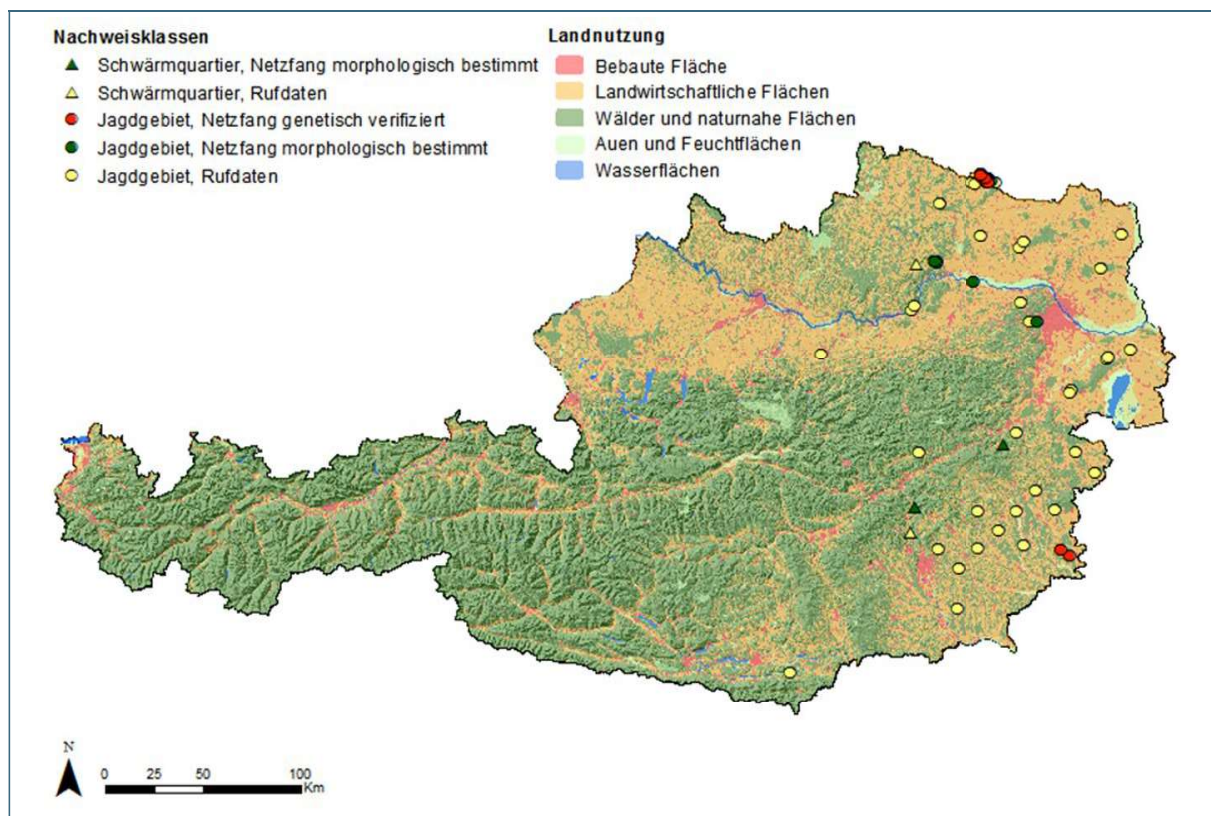 Nachweisklassen
Schwärmquartier, Netzfang morphologisch bestimmt
Schwärmquartier, Rufdaten
Jagdgebiet, Netzfang genetisch verifiziert
Jagdgebiet, Netzfang morphologisch bestimmt
Jagdgebiet, Rufdaten
Landnutzung
Bebaute Fläche
Landwirtschaftliche Flächen
Wälder und naturnahe Flächen
Auen und Feuchtflächen
Wasserflächen
N
0 25 50 100
Km